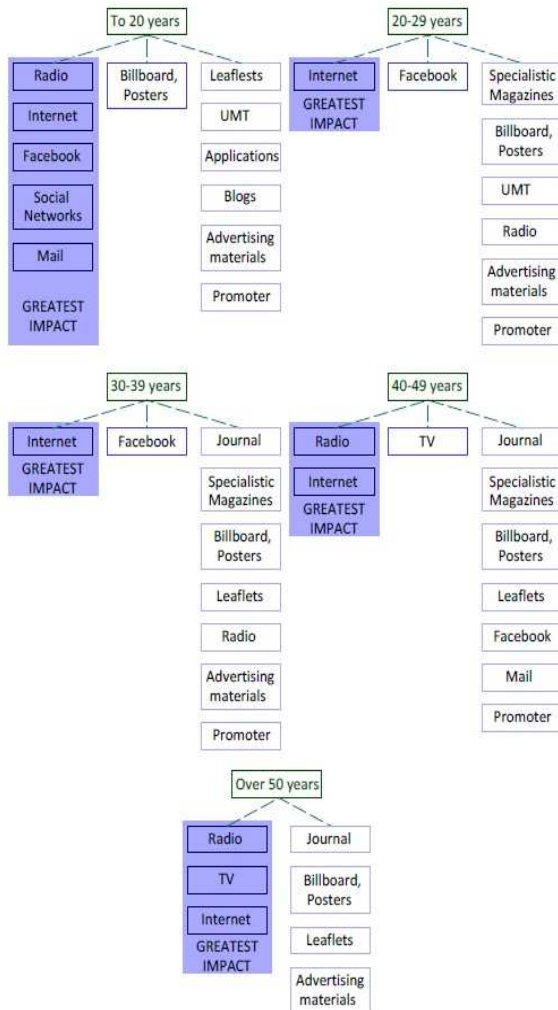 To 20 years
Radio
Internet
Facebook
Social
Networks
Mail
GREATEST
IMPACT
Billboard,
Posters
Leaflests
UMT
Applications
Blogs
Advertising
materials
Promoter
20-29 years
Internet
GREATEST
IMPACT
Facebook
Specialistic
Magazines
Billboard,
Posters
UMT
Radio
Advertising
materials
Promoter
30-39 years
Internet
GREATEST
IMPACT
Facebook
Journal
Specialistic
Magazines
Billboard,
Posters
Leaflets
Radio
Advertising
materials
Promoter
40-49 years
Radio
Internet
GREATEST
IMPACT
TV
Journal
Specialistic
Magazines
Billboard,
Posters
Leaflets
Facebook
Mail
Promoter
Over 50 years
Radio
TV
Internet
GREATEST
IMPACT
Journal
Billboard,
Posters
Leaflets
Advertising
materials